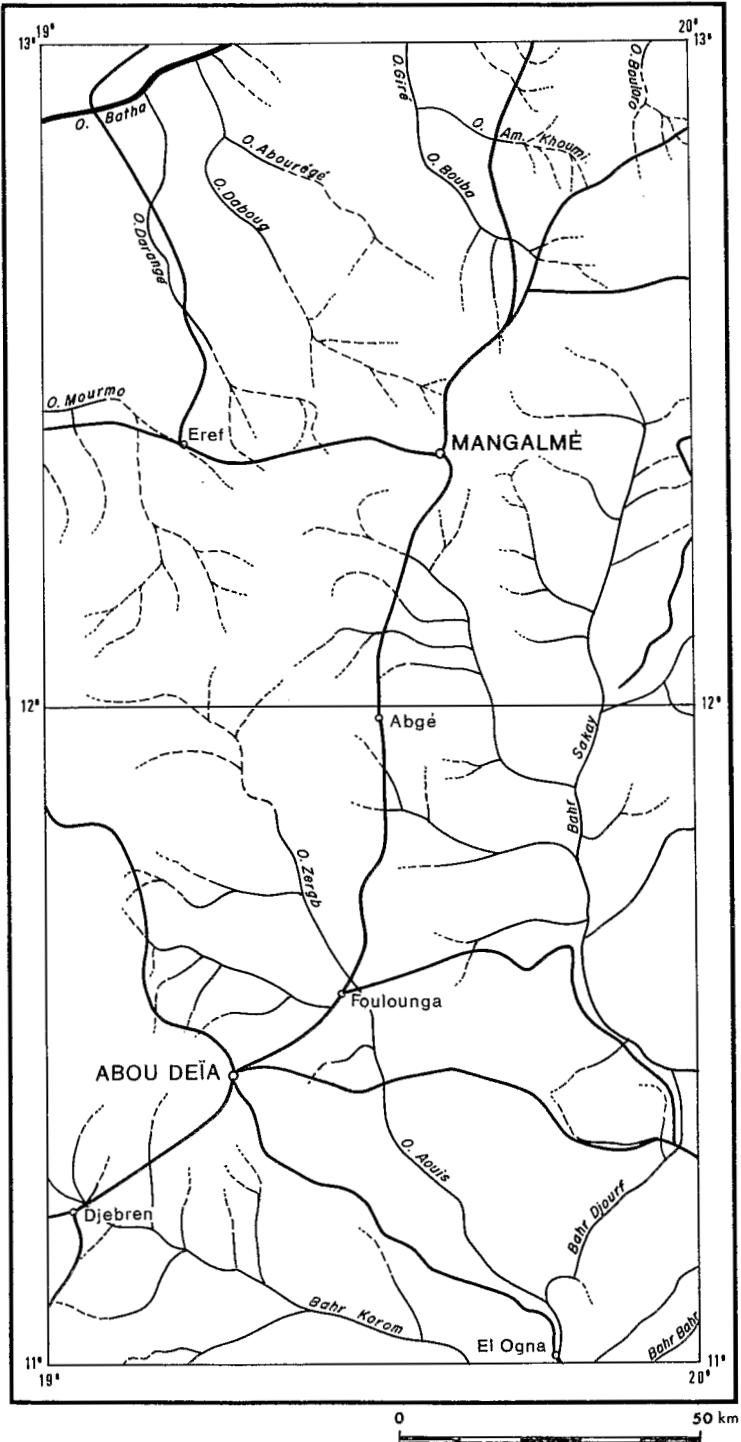 13° 19°
20° 13°
O. Batha
O. Giré
O. Bouloro
O. Abourégé
O. Am. Khoumi
O. Bouba
O. Daboug
O. Darangé
O. Mourmo
Eref
MANGALMÉ
12°
12°
Abgé
Sakay
Bahr
O. Zergb
Foulounga
ABOU DEÏA
O. Aouis
Djebren
Bahr Djourf
Bahr Korom
El Ogna
Bahr Bahr
11°
19°
11°
20°
0 50 km